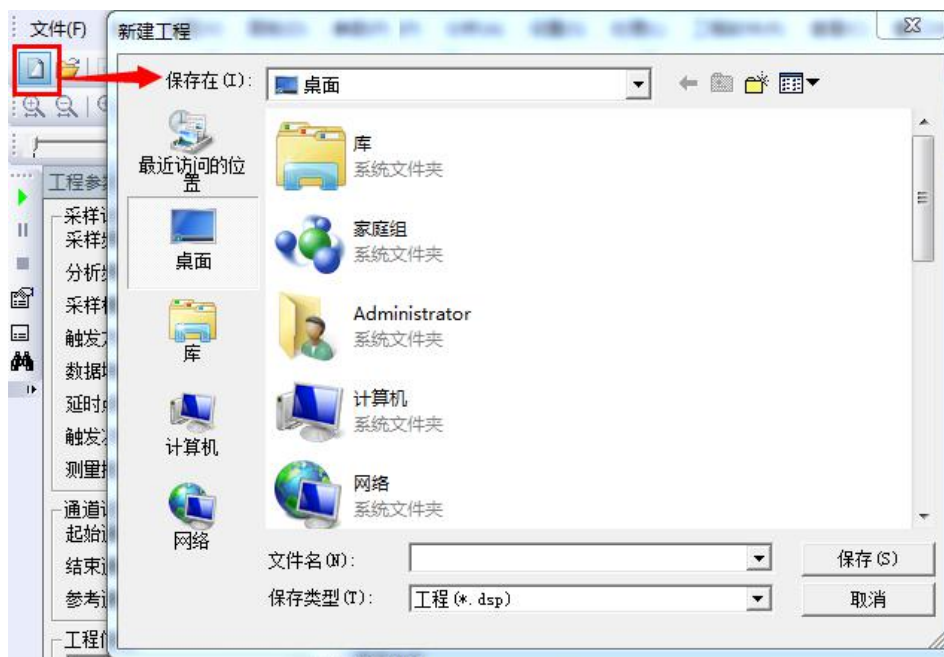 文件(F)
新建工程
保存在(I):
桌面
最近访问的位
置
桌面
库
计算机
网络
库
系统文件夹
家庭组
系统文件夹
Administrator
系统文件夹
计算机
系统文件夹
网络
系统文件夹
文件名(N):
保存(S)
保存类型(T):
工程(*.dsp)
取消
工程参
采样
采样
分析
采样
触发
数据
延时
触发
测量
通道
起始
结束
参考
工程